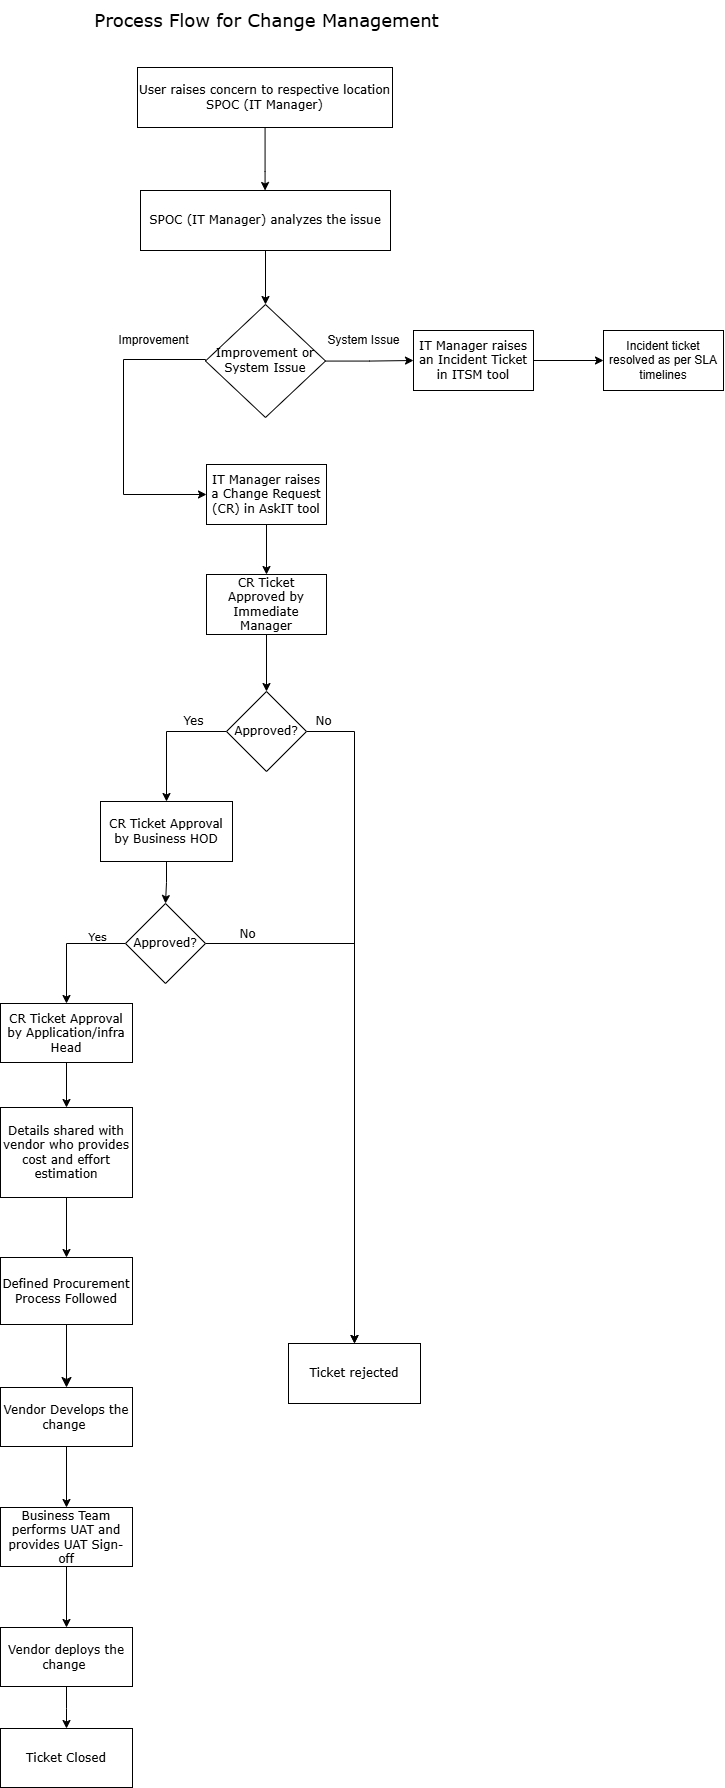 Process Flow for Change Management
User raises concern to respective location
SPOC (IT Manager)
SPOC (IT Manager) analyzes the issue
Improvement
System Issue
Improvement or
System Issue
IT Manager raises
an Incident Ticket
in ITSM tool
Incident ticket
resolved as per SLA
timelines
IT Manager raises
a Change Request
(CR) in AskIT tool
CR Ticket
Approved by
Immediate
Manager
Yes
No
Approved?
CR Ticket Approval
by Business HOD
Yes
No
Approved?
CR Ticket Approval
by Application/infra
Head
Details shared with
vendor who provides
cost and effort
estimation
Defined Procurement
Process Followed
Ticket rejected
Vendor Develops the
change
Business Team
performs UAT and
provides UAT Sign-
off
Vendor deploys the
change
Ticket Closed